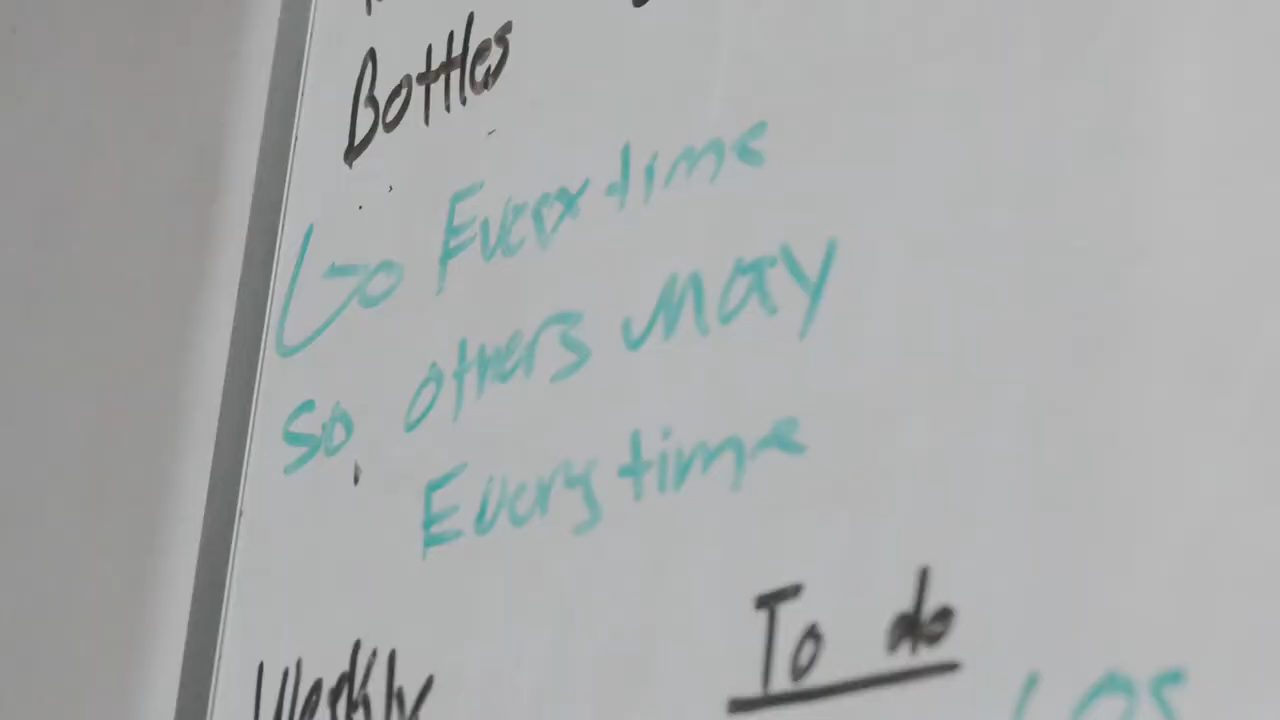 Bottles
Go Everytime
so others may
Everytime
To do
Weekly